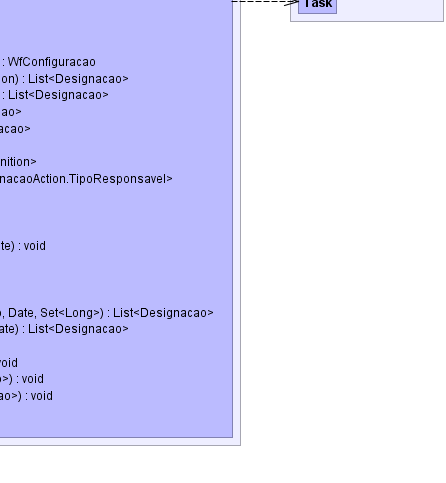 Task
: WfConfiguracao
on) : List<Designacao>
: List<Designacao>
ao>
acao>
nition>
nacaoAction.TipoResponsavel>
te) : void
, Date, Set<Long>) : List<Designacao>
ate) : List<Designacao>
void
>) : void
ao>) : void